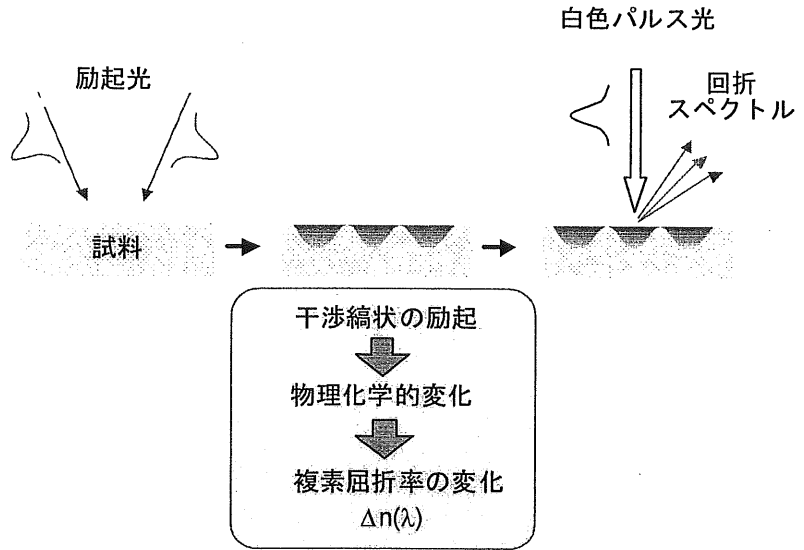 白色パルス光
励起光
回折
スペクトル
試料
干渉縞状の励起
物理化学的変化
複素屈折率の変化
Δn(λ)